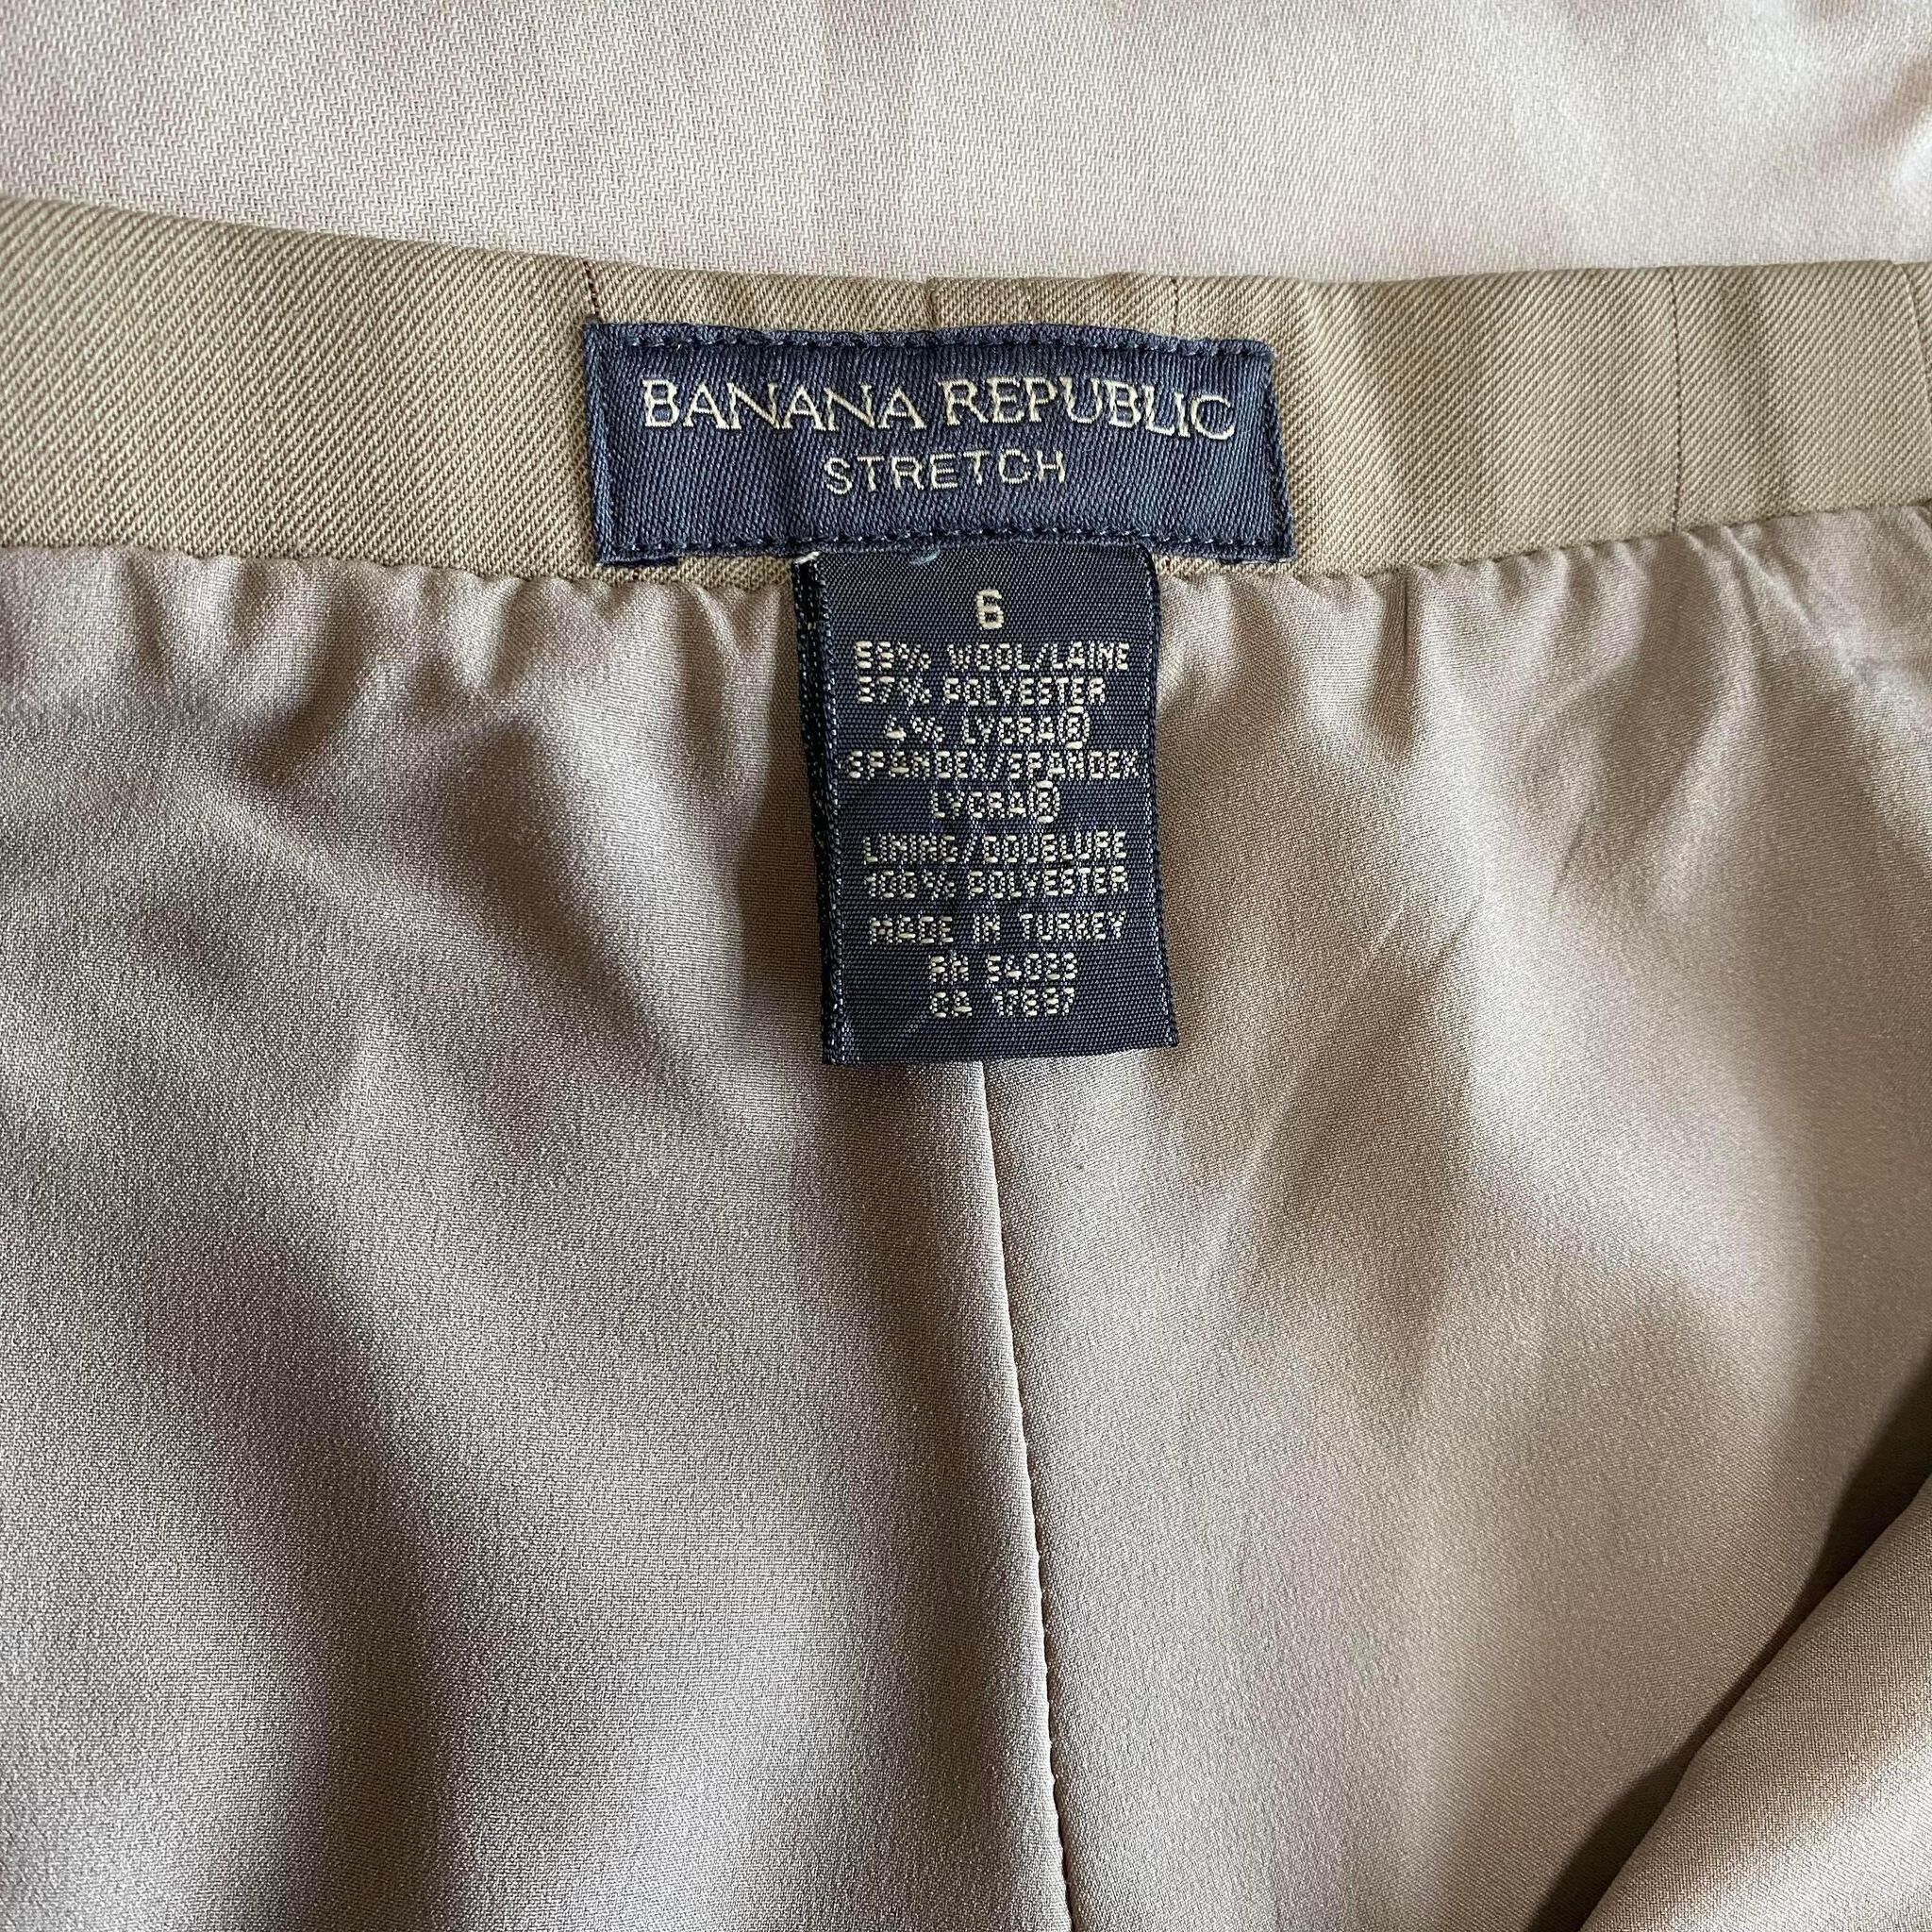 BANANA REPUBLIC
STRETCH
6
59% WOOL/LAINE
37% POLYESTER
4% LYCRA®
SPANDEX/SPANDEX
LYCRA®
LINING/DOUBLURE
100% POLYESTER
MADE IN TURKEY
RN 54023
CA 17897